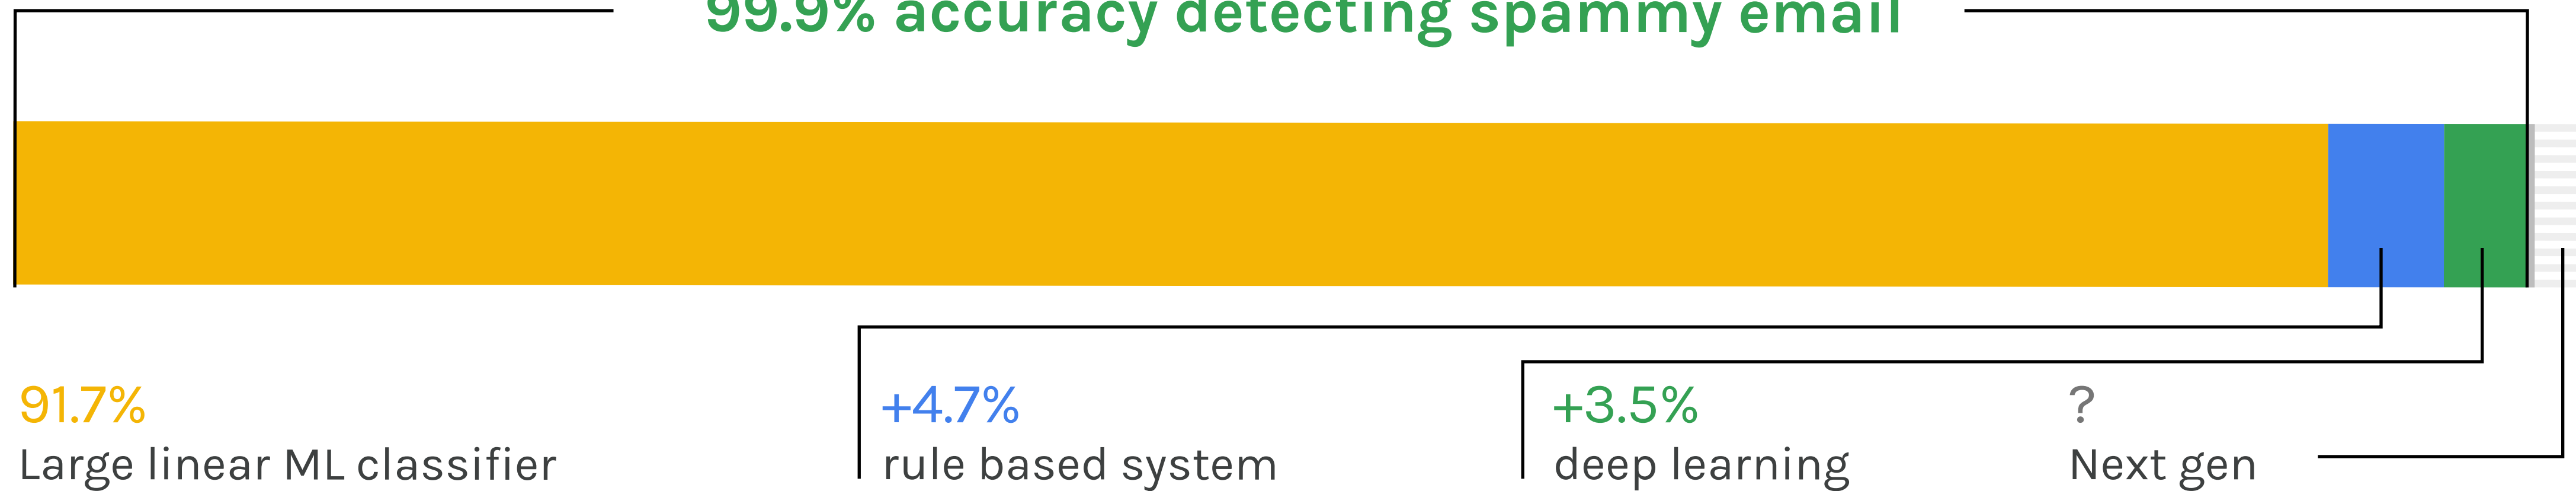 99.9% accuracy detecting spammy email
91.7%
Large linear ML classifier
+4.7%
rule based system
+3.5%
deep learning
?
Next gen